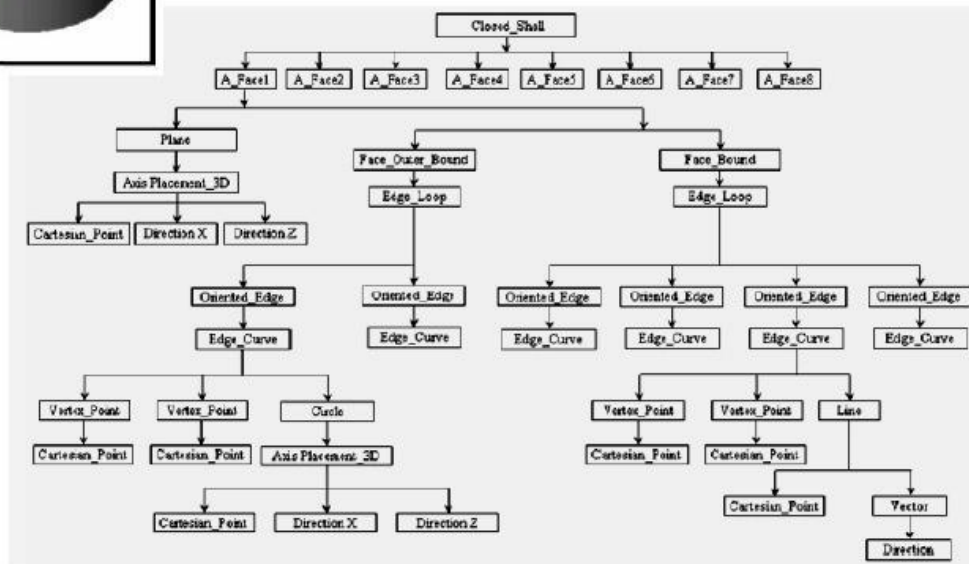 Closed_Shell
A_Face1 A_Face2 A_Face3 A_Face4 A_Face5 A_Face6 A_Face7 A_Face8
Plane
Face_Outer_Bound Face_Bound
Axis Placement_3D
Edge_Loop Edge_Loop
Cartesian_Point Direction X Direction Z
Oriented_Edge Oriented_Edge Oriented_Edge Oriented_Edge Oriented_Edge Oriented_Edge
Edge_Curve Edge_Curve Edge_Curve Edge_Curve Edge_Curve Edge_Curve
Vertex_Point Vertex_Point Circle Vertex_Point Vertex_Point Line
Cartesian_Point Cartesian_Point Axis Placement_3D Cartesian_Point Cartesian_Point
Cartesian_Point Vector
Cartesian_Point Direction X Direction Z
Direction